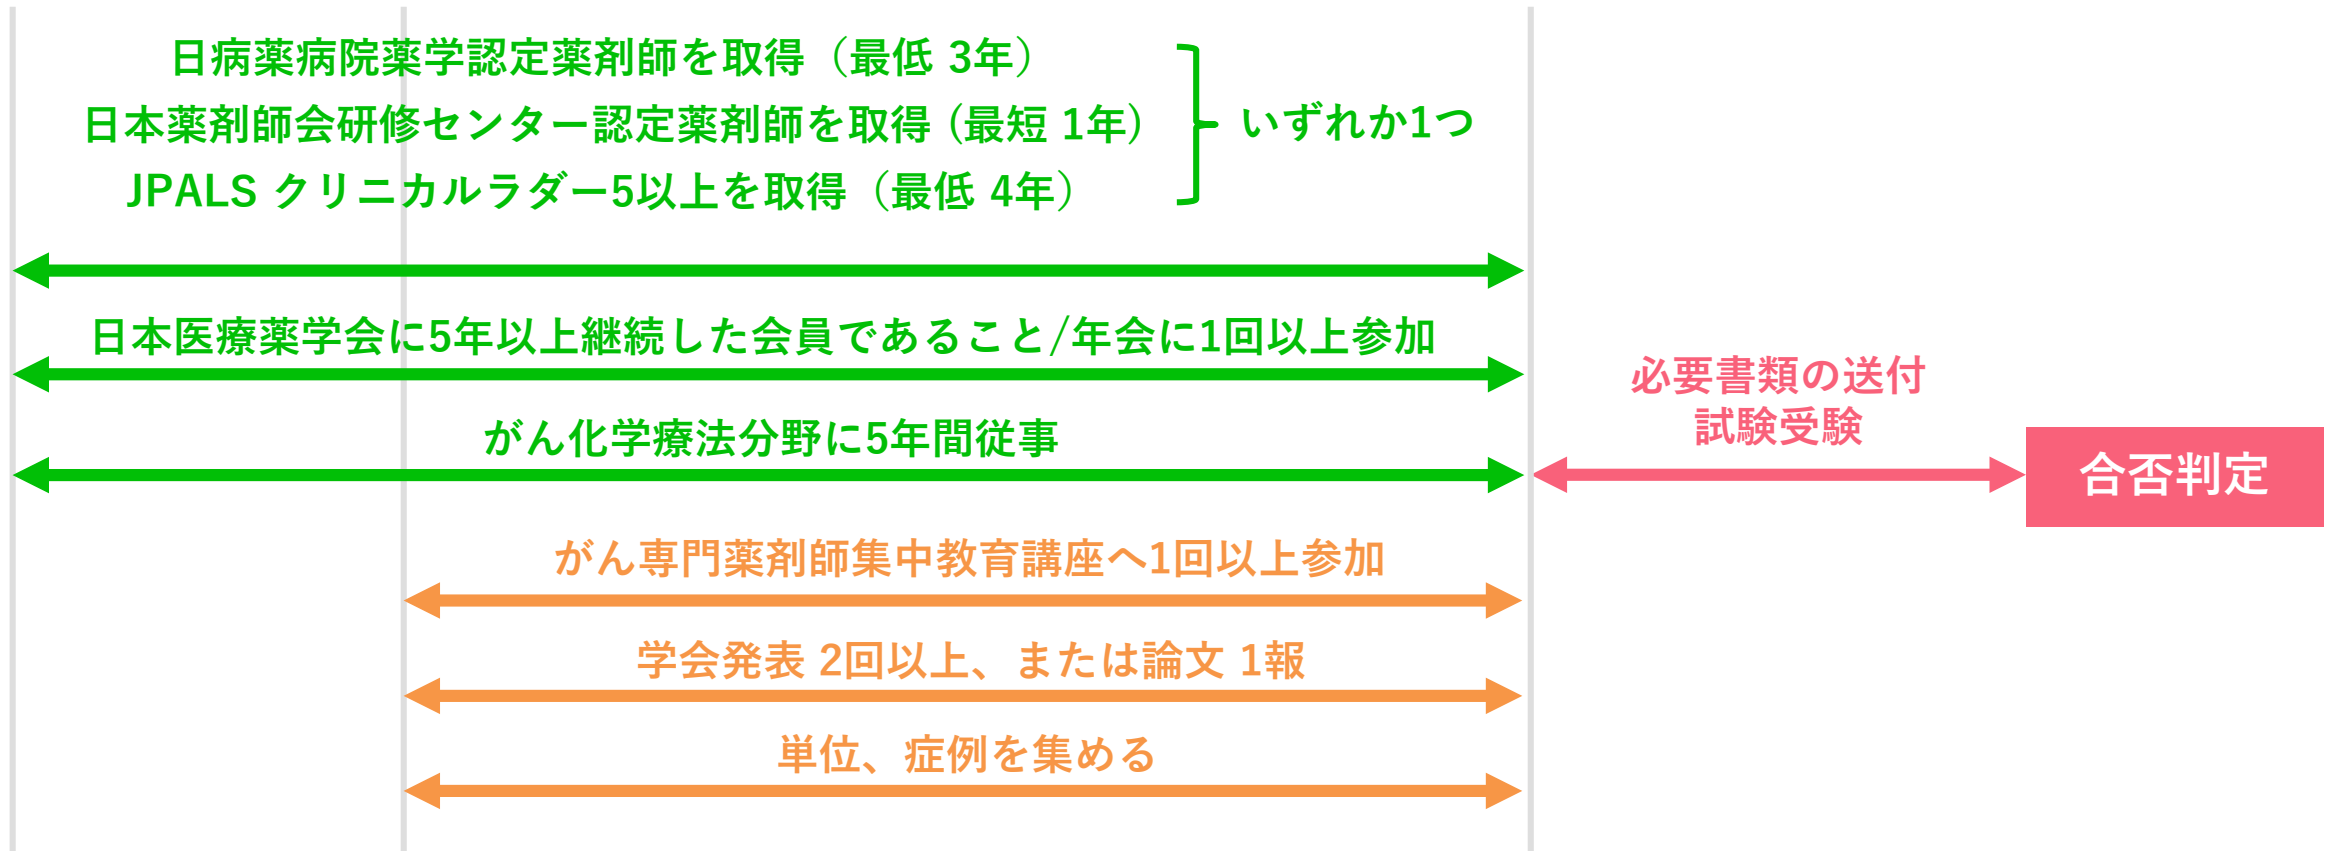 日病薬病院薬学認定薬剤師を取得（最低 3年）
日本薬剤師会研修センター認定薬剤師を取得 (最短 1年)
JPALS クリニカルラダー5以上を取得（最低 4年）
いずれか1つ
日本医療薬学会に5年以上継続した会員であること/年会に1回以上参加
がん化学療法分野に5年間従事
必要書類の送付
試験受験
合否判定
がん専門薬剤師集中教育講座へ1回以上参加
学会発表 2回以上、または論文 1報
単位、症例を集める